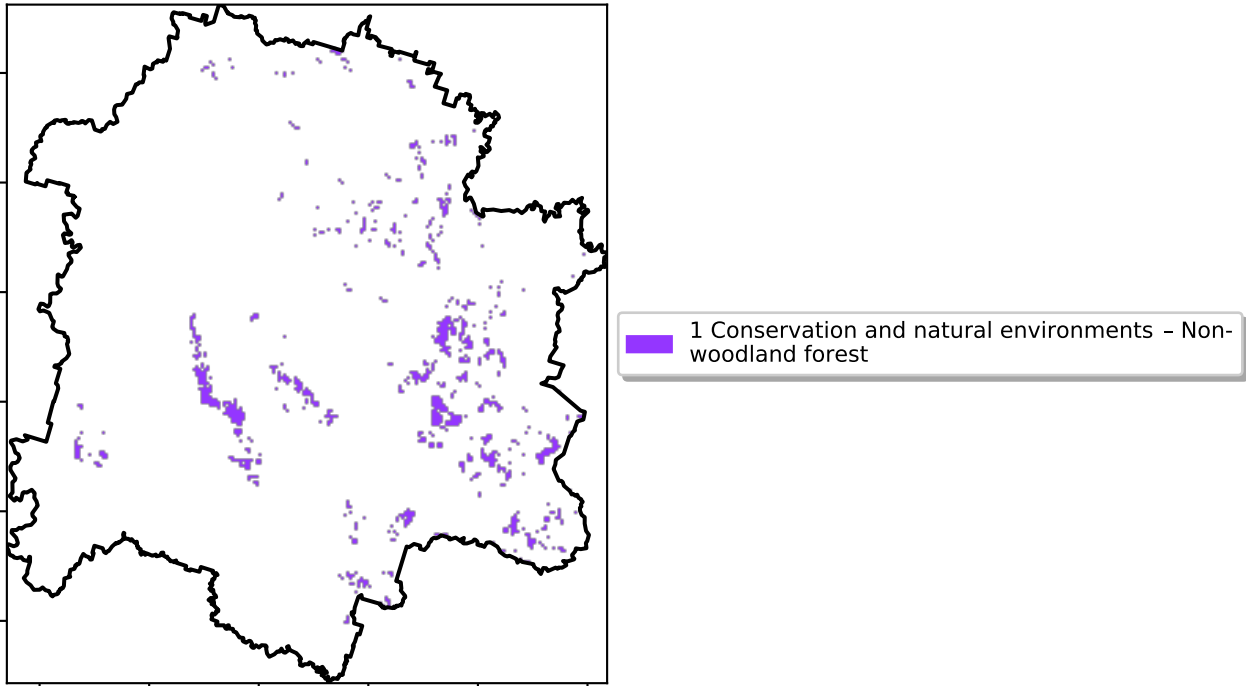 1 Conservation and natural environments – Non-
woodland forest